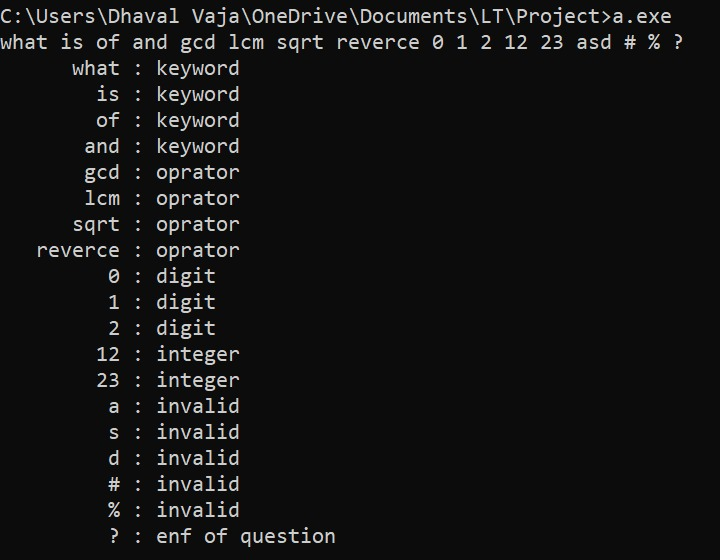 C:\Users\Dhaval Vaja\OneDrive\Documents\LT\Project>a.exe
what is of and gcd lcm sqrt reverce 0 1 2 12 23 asd # % ?
what : keyword
is : keyword
of : keyword
and : keyword
gcd : oprator
lcm : oprator
sqrt : oprator
reverce : oprator
0 : digit
1 : digit
2 : digit
12 : integer
23 : integer
a : invalid
s : invalid
d : invalid
# : invalid
% : invalid
? : enf of question